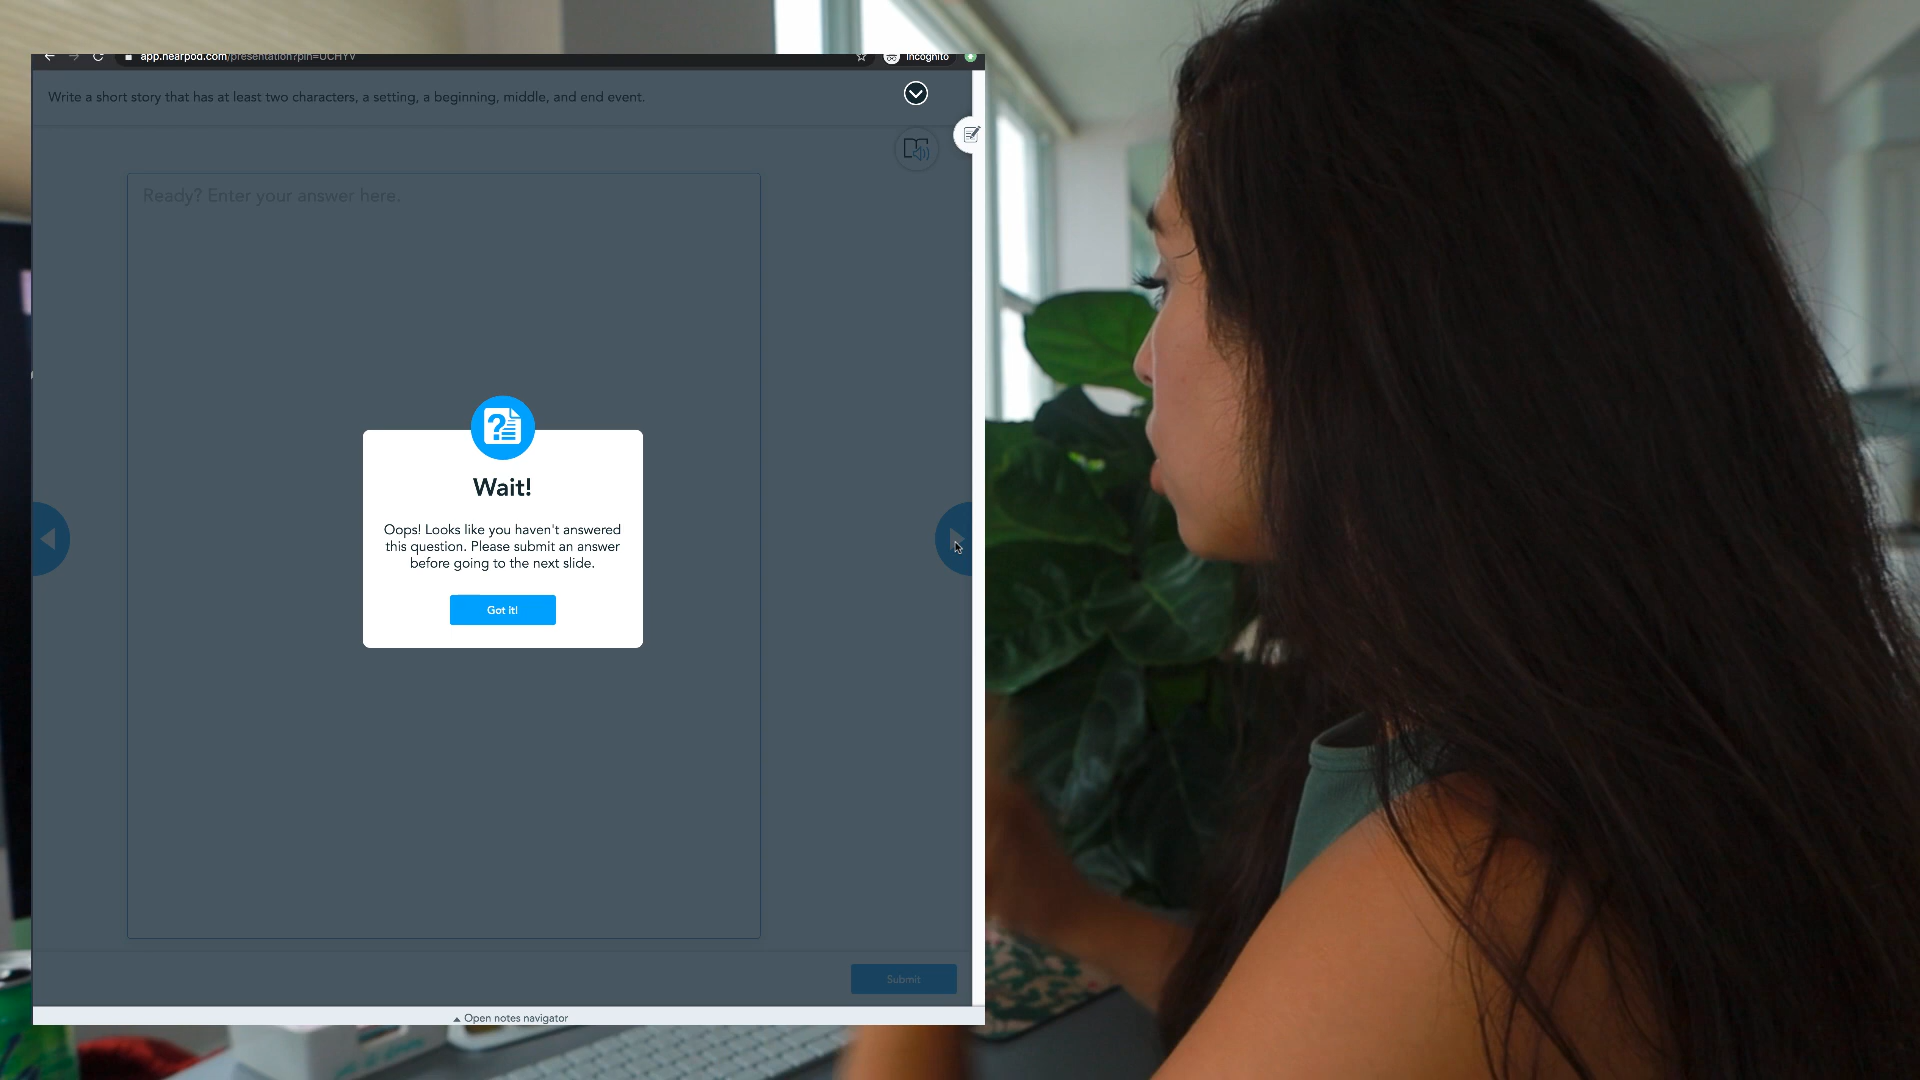 app.nearpod.com/presentation?pin=UCHYV
Incognito
Write a short story that has at least two characters, a setting, a beginning, middle, and end event.
Ready? Enter your answer here.
Wait!
Oops! Looks like you haven't answered
this question. Please submit an answer
before going to the next slide.
Got it!
Submit
Open notes navigator